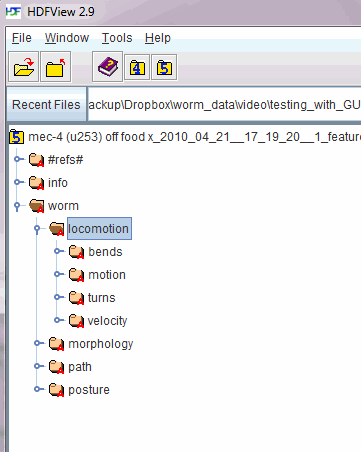 HDF HDFView 2.9
File Window Tools Help
4 5
Recent Files ackup\Dropbox\worm_data\video\testing_with_GU
5 mec-4 (u253) off food x_2010_04_21__17_19_20__1_feature
#refs#
info
worm
locomotion
bends
motion
turns
velocity
morphology
path
posture